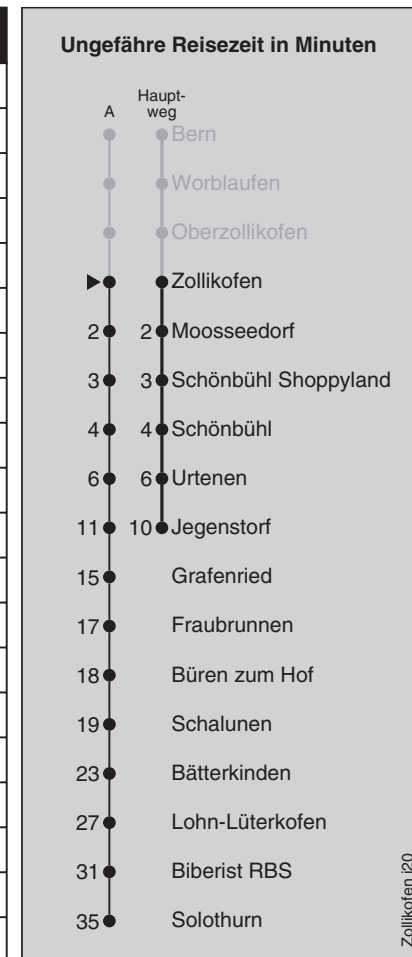 Ungefähre Reisezeit in Minuten
Haupt-
A weg
Bern
Worblaufen
Oberzollikofen
Zollikofen
2 2 Moosseedorf
3 3 Schönbühl Shoppyland
4 4 Schönbühl
6 6 Urtenen
11 10 Jegenstorf
15 Grafenried
17 Fraubrunnen
18 Büren zum Hof
19 Schalunen
23 Bätterkinden
27 Lohn-Lüterkofen
31 Biberist RBS
35 Solothurn
Zollikofen j20